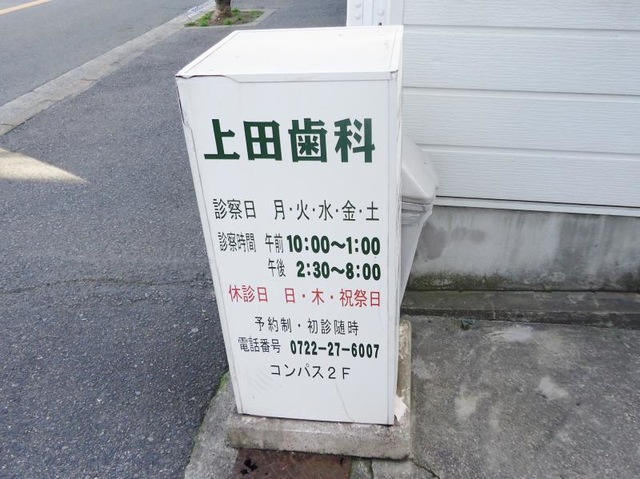 上田歯科
診察日 月・火・水・金・土
診察時間 午前 10:00〜1:00
午後 2:30〜8:00
休診日 日・木・祝祭日
予約制・初診随時
電話番号 0722-27-6007
コンパス2F